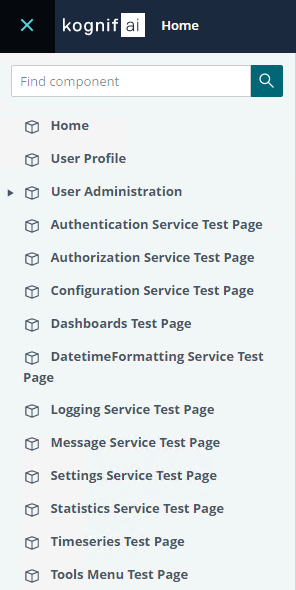 kognifai Home
Find component
Home
User Profile
User Administration
Authentication Service Test Page
Authorization Service Test Page
Configuration Service Test Page
Dashboards Test Page
DatetimeFormatting Service Test
Page
Logging Service Test Page
Message Service Test Page
Settings Service Test Page
Statistics Service Test Page
Timeseries Test Page
Tools Menu Test Page